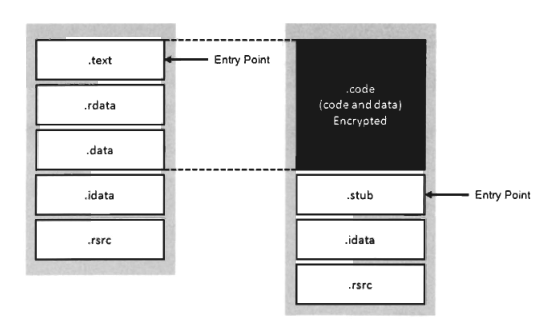 .text
Entry Point
.rdata
.data
.idata
.rsrc
.code
(code and data)
Encrypted
.stub
Entry Point
.idata
.rsrc